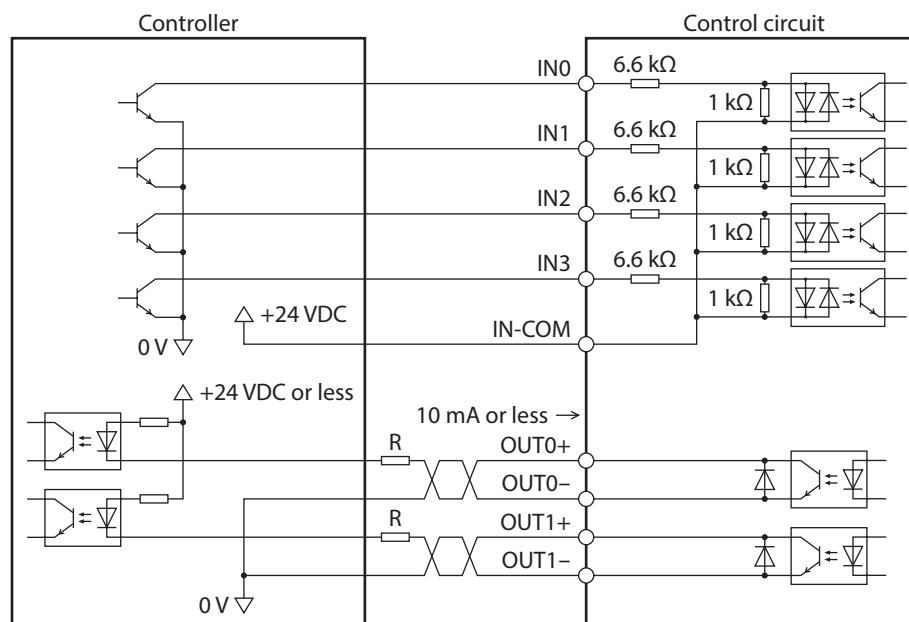 Controller
Control circuit
IN0
6.6 kΩ
1 kΩ
IN1
6.6 kΩ
1 kΩ
IN2
6.6 kΩ
1 kΩ
IN3
6.6 kΩ
1 kΩ
+24 VDC
IN-COM
0 V
+24 VDC or less
10 mA or less →
R
OUT0+
OUT0−
R
OUT1+
OUT1−
0 V